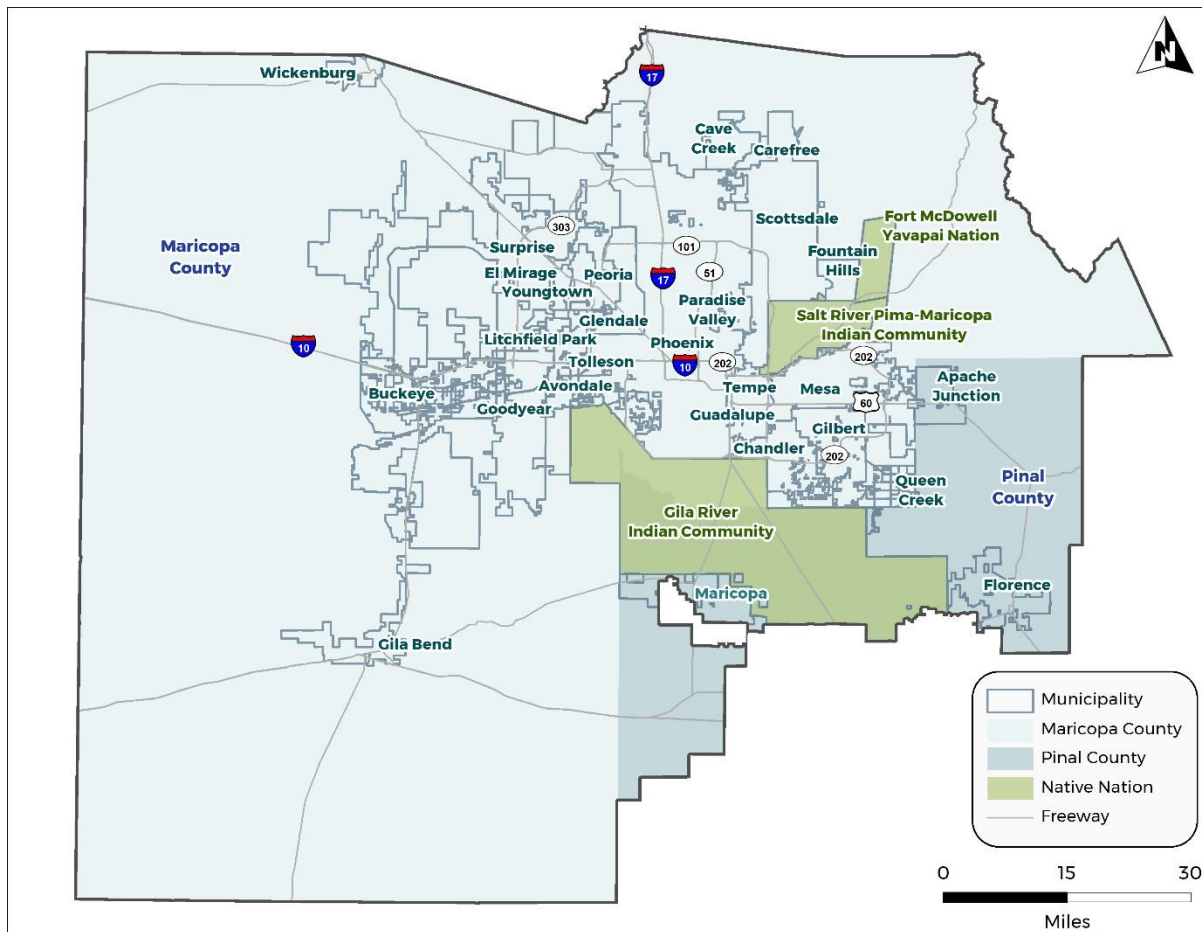 N
17
Wickenburg
Cave
Creek
Carefree
Scottsdale
Fort McDowell
Yavapai Nation
Maricopa
County
303
Surprise
101
Fountain
Hills
El Mirage
Peoria
17
51
Youngtown
Paradise
Valley
Glendale
Salt River Pima-Maricopa
Indian Community
10
Litchfield Park
Phoenix
Tolleson
10
202
202
Buckeye
Avondale
Tempe
Mesa
Apache
Junction
Goodyear
Guadalupe
60
Gilbert
Chandler
202
Queen
Creek
Pinal
County
Gila River
Indian Community
Maricopa
Florence
Gila Bend
Municipality
Maricopa County
Pinal County
Native Nation
Freeway
0 15 30
Miles